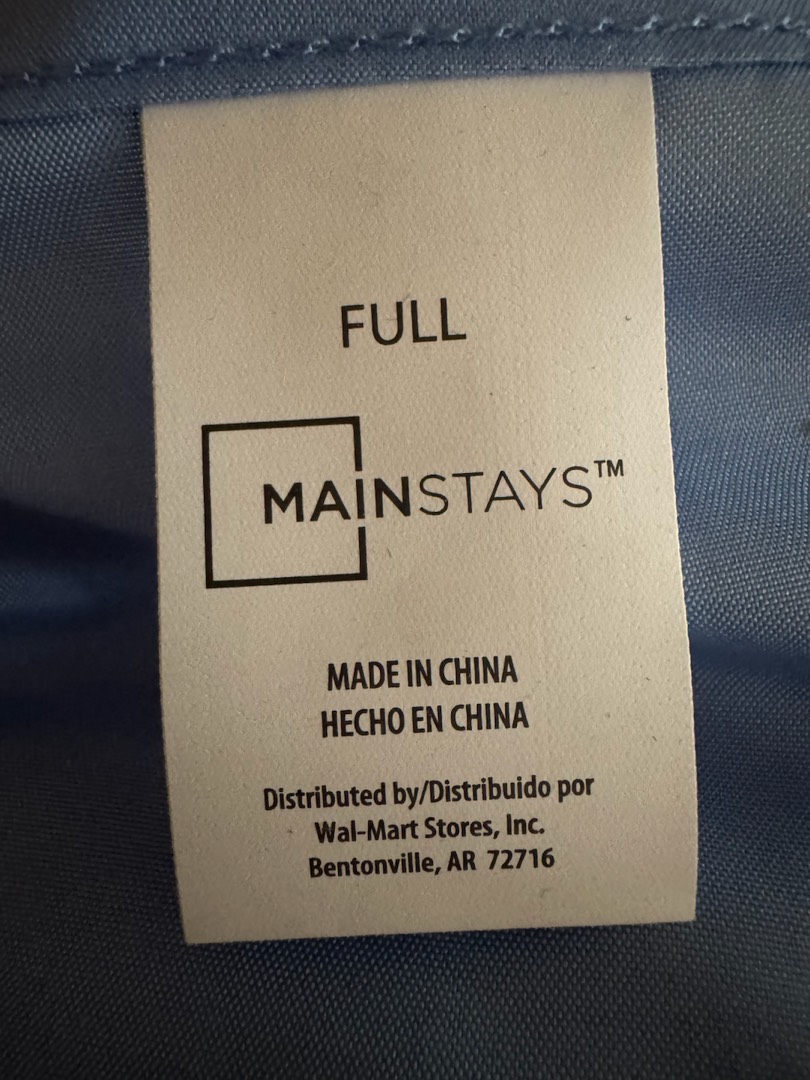 FULL
MAINSTAYS™
MADE IN CHINA
HECHO EN CHINA
Distributed by/Distribuido por
Wal-Mart Stores, Inc.
Bentonville, AR 72716